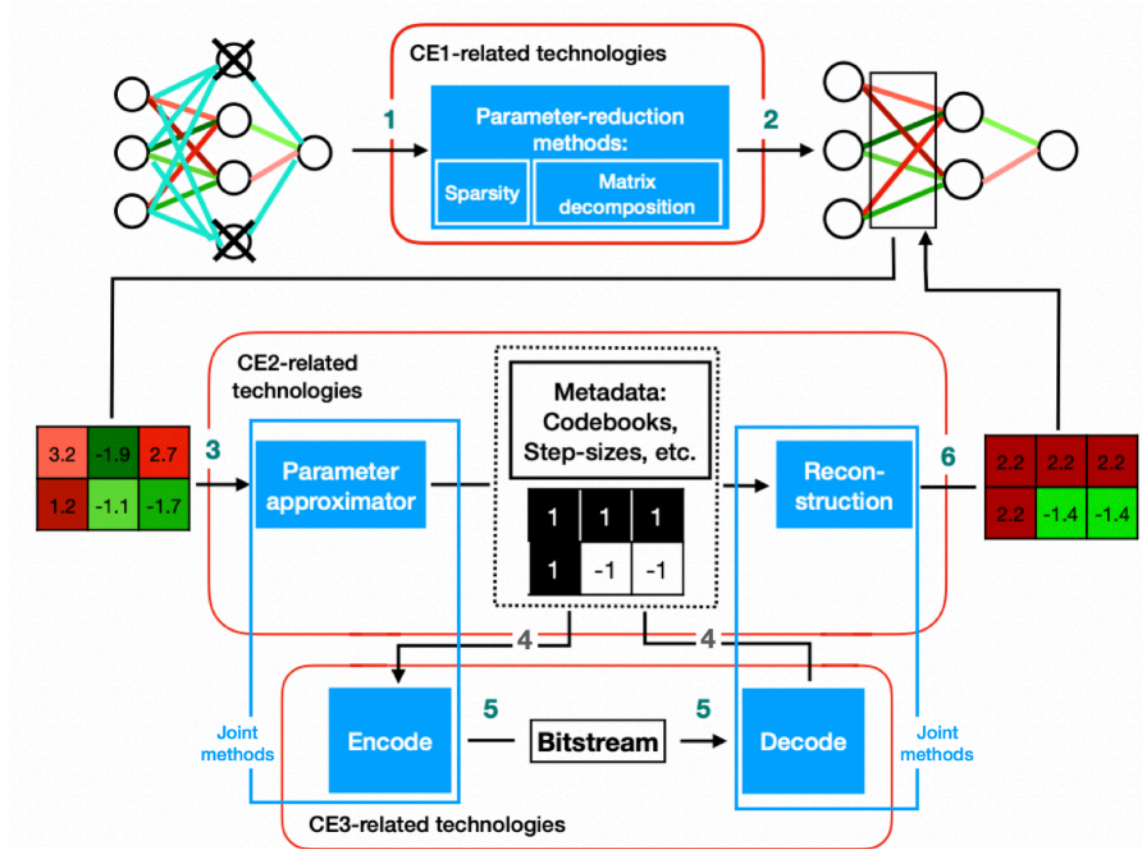 CE1-related technologies
1
2
Parameter-reduction
methods:
Sparsity
Matrix
decomposition
CE2-related
technologies
Metadata:
Codebooks,
Step-sizes, etc.
3
6
3.2 -1.9 2.7
1.2 -1.1 -1.7
Parameter
approximator
1 1 1
1 -1 -1
Recon-
struction
2.2 2.2 2.2
2.2 -1.4 -1.4
4
4
Joint
methods
Encode
5
Bitstream
5
Decode
Joint
methods
CE3-related technologies